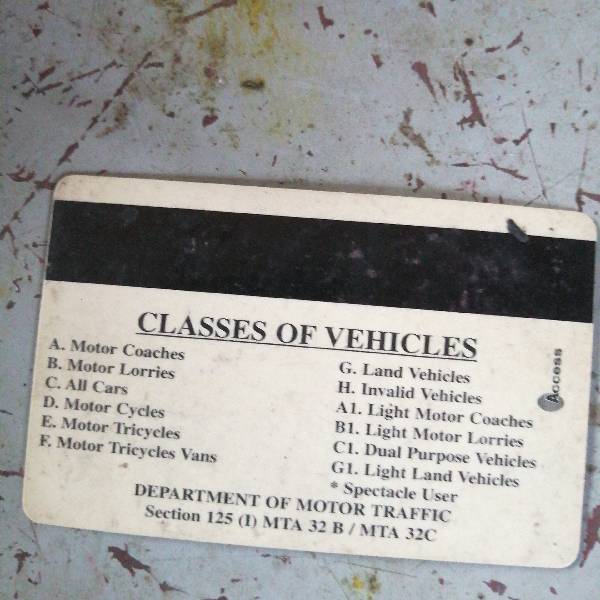 CLASSES OF VEHICLES
A. Motor Coaches
B. Motor Lorries
C. All Cars
D. Motor Cycles
E. Motor Tricycles
F. Motor Tricycles Vans
G. Land Vehicles
H. Invalid Vehicles
A1. Light Motor Coaches
B1. Light Motor Lorries
C1. Dual Purpose Vehicles
G1. Light Land Vehicles
* Spectacle User
DEPARTMENT OF MOTOR TRAFFIC
Section 125 (I) MTA 32 B / MTA 32C
Access